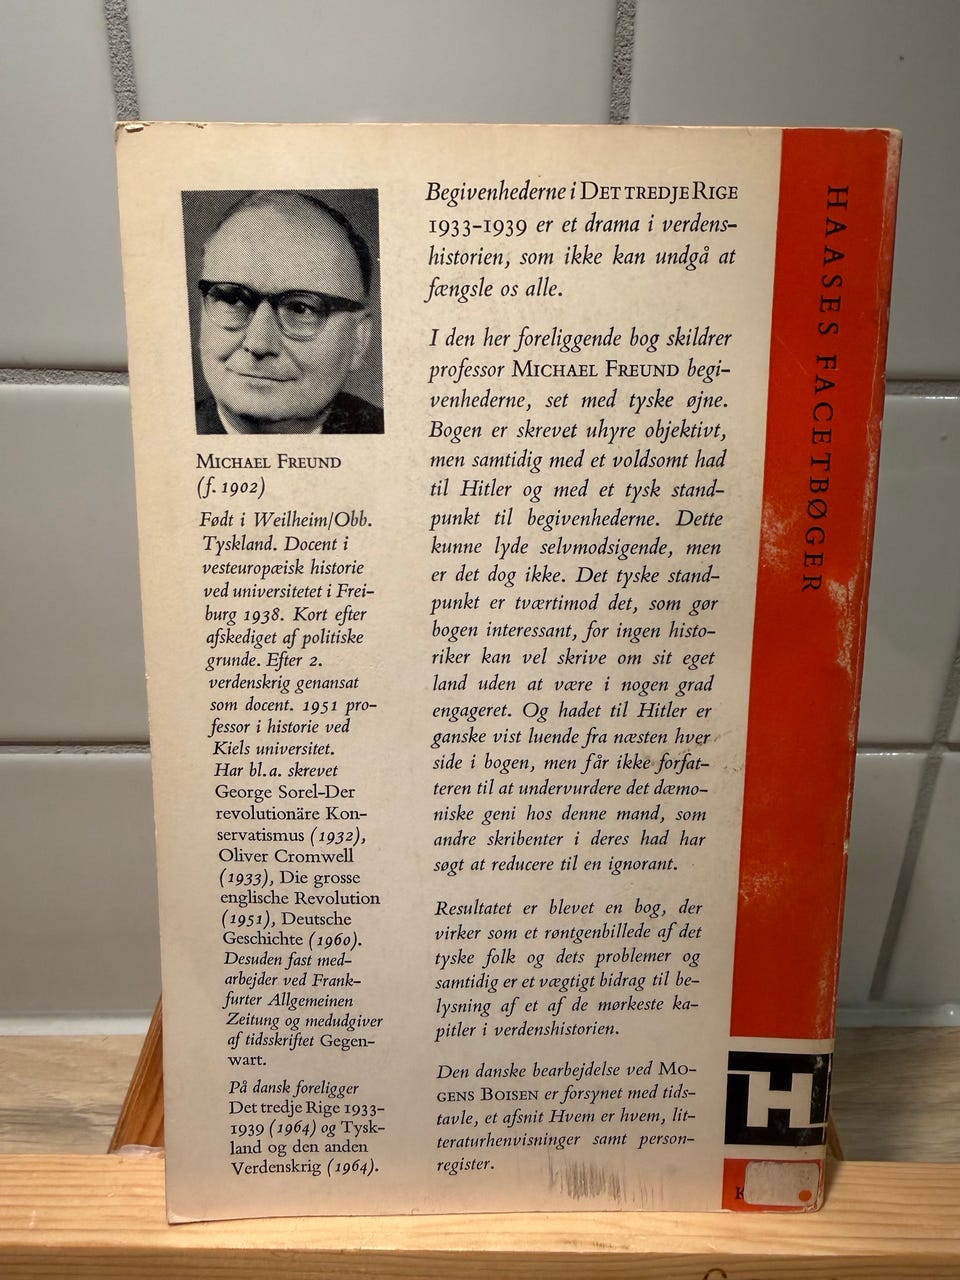 MICHAEL FREUND
(f. 1902)
Født i Weilheim/Obb.
Tyskland. Docent i
vesteuropæisk historie
ved universitetet i Frei-
burg 1938. Kort efter
afskediget af politiske
grunde. Efter 2.
verdenskrig genansat
som docent. 1951 pro-
fessor i historie ved
Kiels universitet.
Har bl.a. skrevet
George Sorel-Der
revolutionäre Kon-
servatismus (1932),
Oliver Cromwell
(1933), Die grosse
englische Revolution
(1951), Deutsche
Geschichte (1960).
Desuden fast med-
arbejder ved Frank-
furter Allgemeinen
Zeitung og medudgiver
af tidsskriftet Gegen-
wart.
På dansk foreligger
Det tredje Rige 1933-
1939 (1964) og Tysk-
land og den anden
Verdenskrig (1964).
Begivenhederne i DET TREDJE RIGE
1933-1939 er et drama i verdens-
historien, som ikke kan undgå at
fængsle os alle.
I den her foreliggende bog skildrer
professor MICHAEL FREUND begi-
venhederne, set med tyske øjne.
Bogen er skrevet uhyre objektivt,
men samtidig med et voldsomt had
til Hitler og med et tysk stand-
punkt til begivenhederne. Dette
kunne lyde selvmodsigende, men
er det dog ikke. Det tyske stand-
punkt er tværtimod det, som gør
bogen interessant, for ingen histo-
riker kan vel skrive om sit eget
land uden at være i nogen grad
engageret. Og hadet til Hitler er
ganske vist luende fra næsten hver
side i bogen, men får ikke forfat-
teren til at undervurdere det dæmo-
niske geni hos denne mand, som
andre skribenter i deres had har
søgt at reducere til en ignorant.
Resultatet er blevet en bog, der
virker som et røntgenbillede af det
tyske folk og dets problemer og
samtidig er et vægtigt bidrag til be-
lysning af et af de mørkeste ka-
pitler i verdenshistorien.
Den danske bearbejdelse ved MO-
GENS BOISEN er forsynet med tids-
tavle, et afsnit Hvem er hvem, lit-
teraturhenvisninger samt person-
register.
HAASES FACETBØGER
H